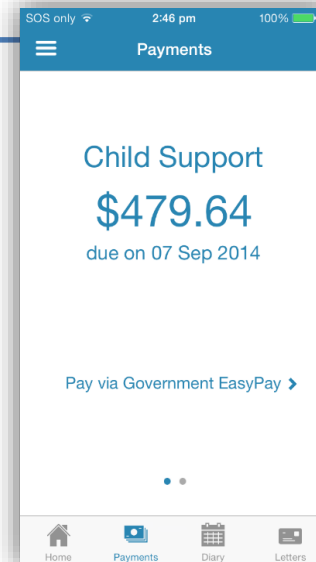 SOS only 2:46 pm 100%
Payments
Child Support
$479.64
due on 07 Sep 2014
Pay via Government EasyPay
Home Payments Diary Letters